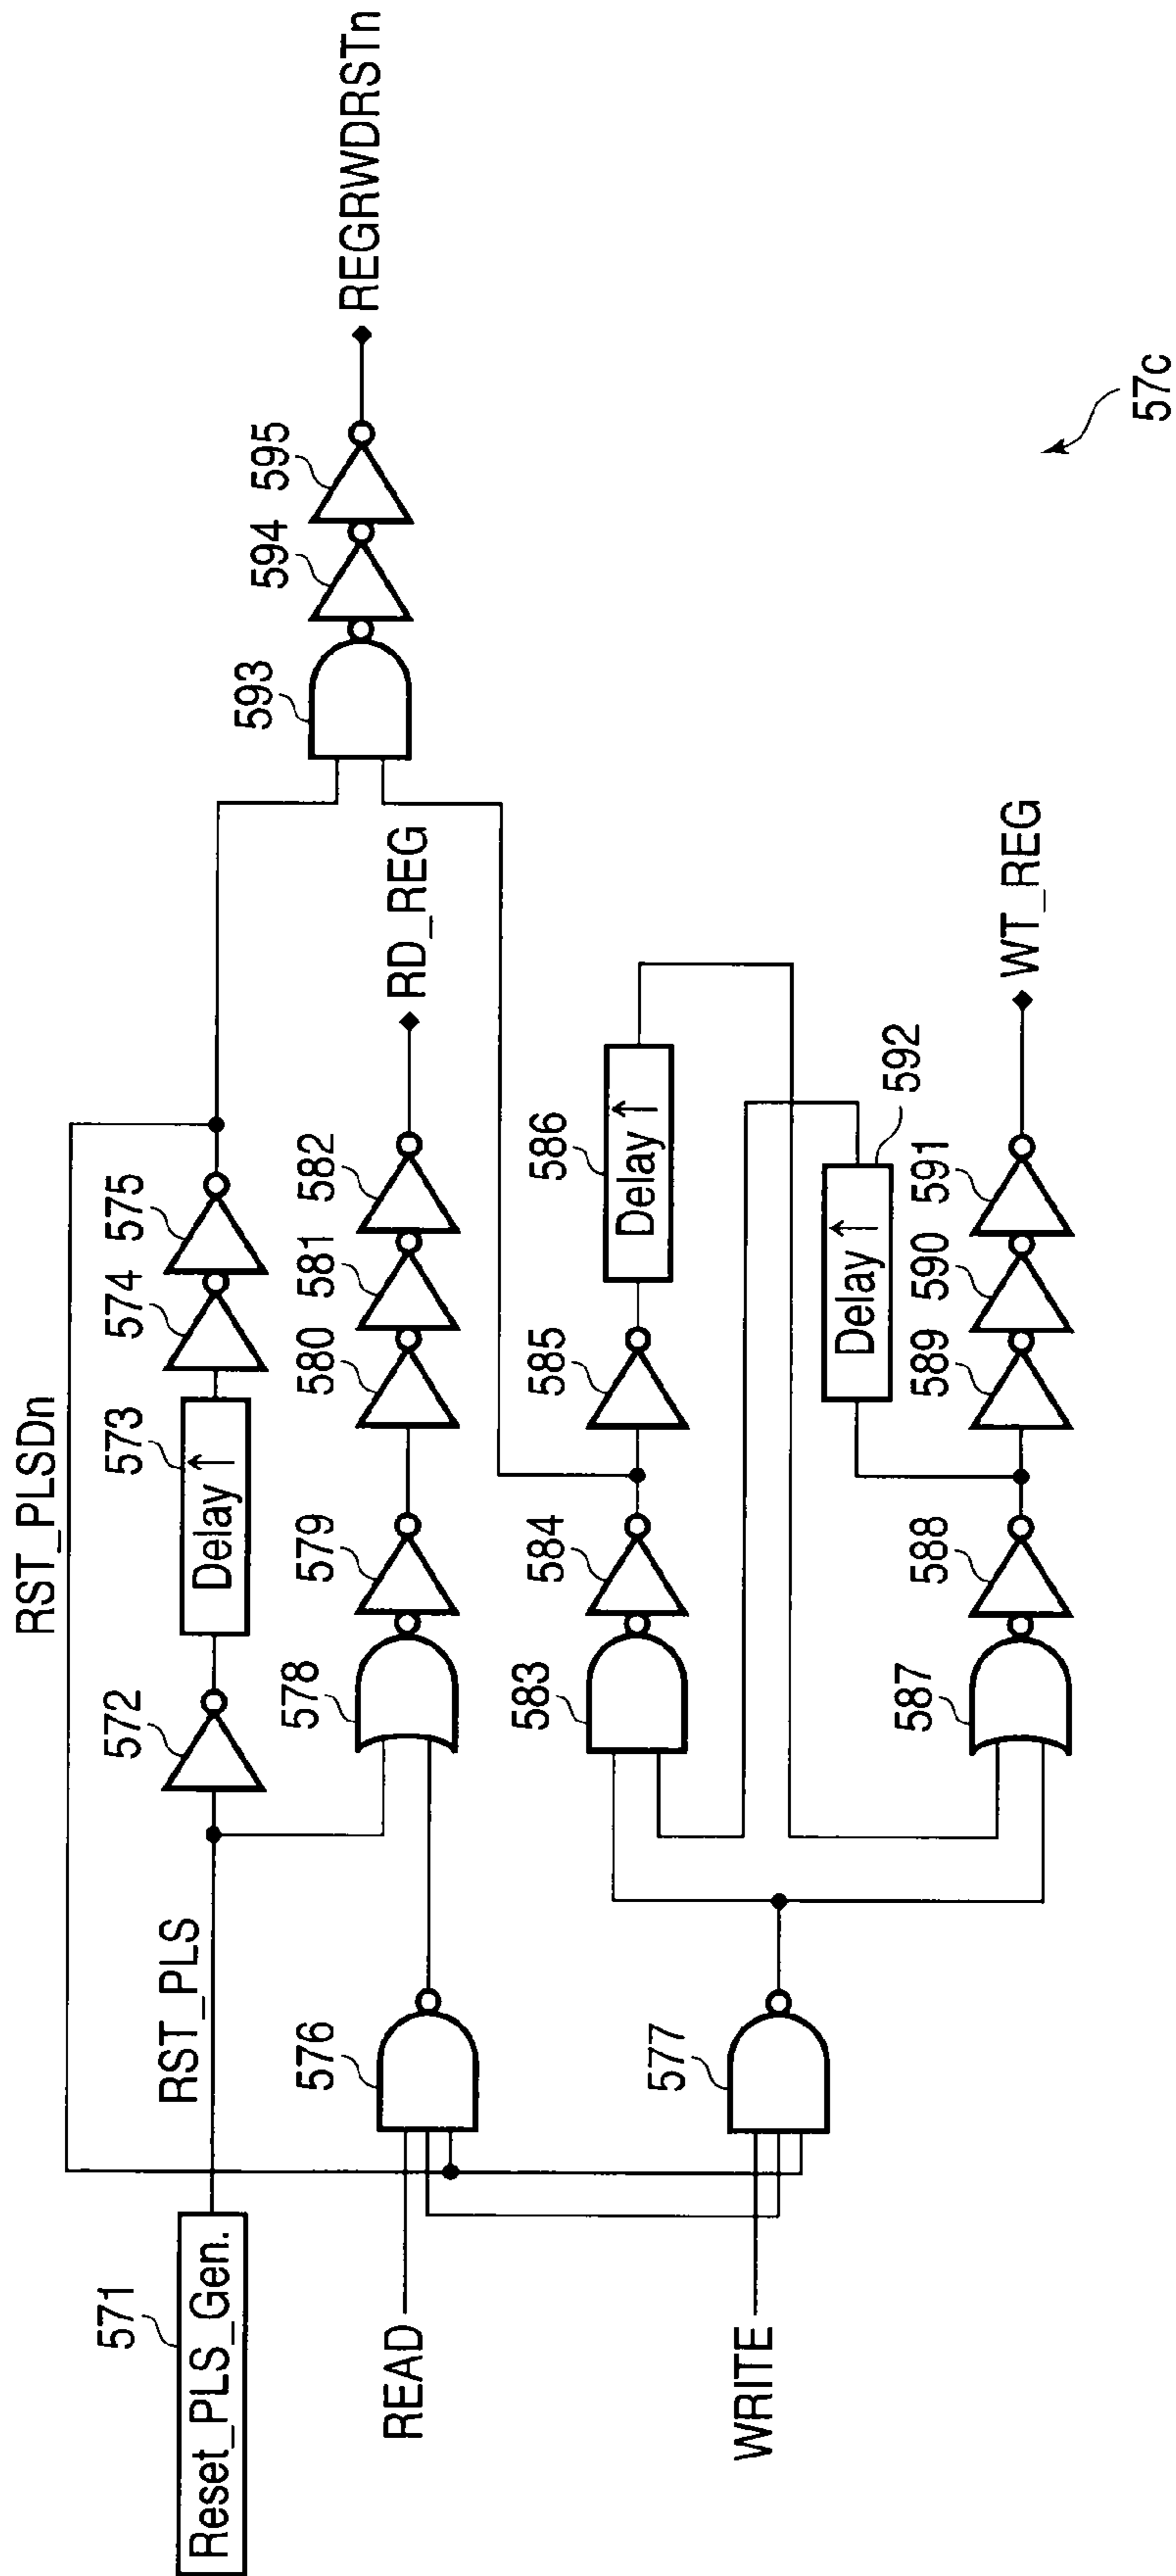 RST_PLSDn
571
Reset_PLS_Gen.
RST_PLS
572
573
Delay ↑
574
575
593
594
595
REGRWDRSTn
READ
576
578
579
580
581
582
RD_REG
583
584
585
586
Delay ↑
WRITE
577
Delay ↑
592
587
588
589
590
591
WT_REG
57c